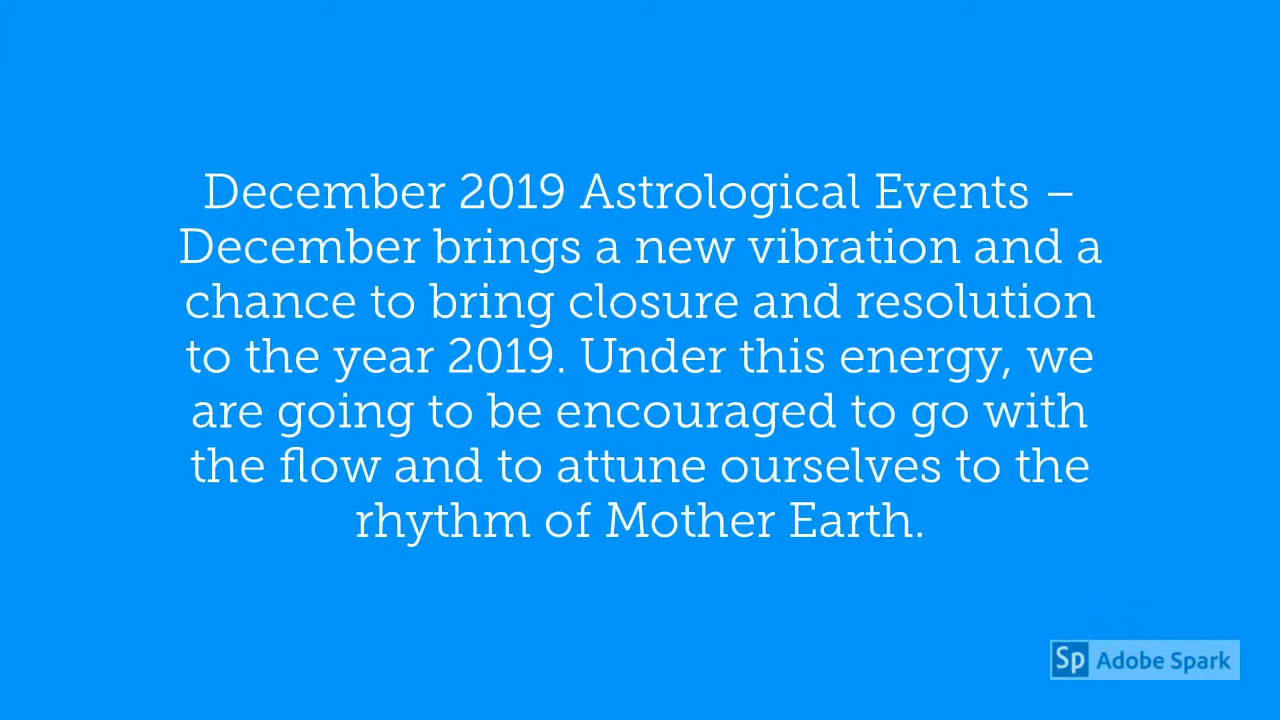 December 2019 Astrological Events –
December brings a new vibration and a
chance to bring closure and resolution
to the year 2019. Under this energy, we
are going to be encouraged to go with
the flow and to attune ourselves to the
rhythm of Mother Earth.
Sp Adobe Spark